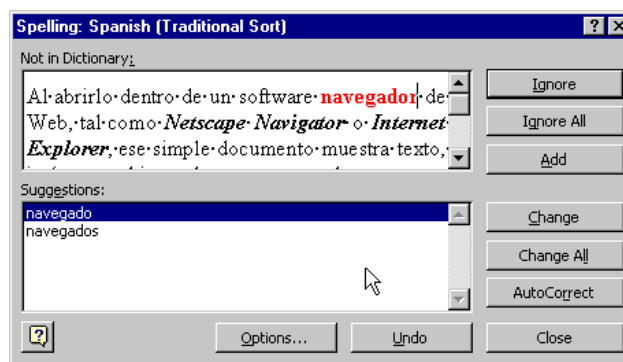 Spelling: Spanish (Traditional Sort)
Not in Dictionary:
Al abrirlo dentro de un software navegador de
Web, tal como Netscape Navigator o Internet
Explorer, ese simple documento muestra texto,
Ignore
Ignore All
Add
Suggestions:
navegado
navegados
Change
Change All
AutoCorrect
Options...
Undo
Close